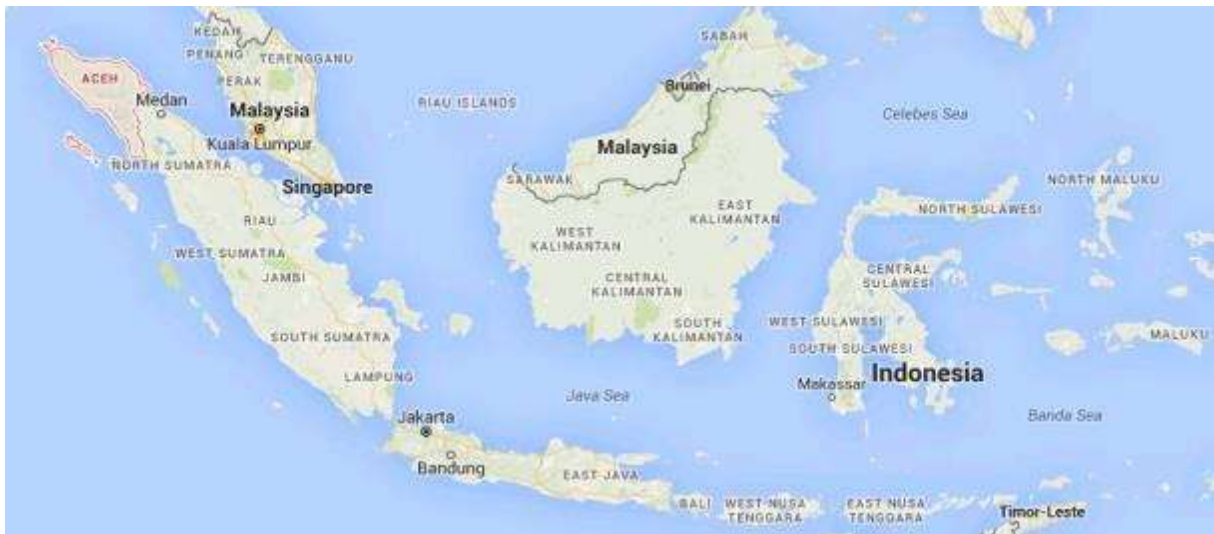 KEDAH
SABAH
PENANG
TERENGGANU
ACEH
PERAK
Brunei
Medan
Malaysia
RIAU ISLANDS
Celebes Sea
Kuala Lumpur
Malaysia
NORTH SUMATRA
Singapore
SARAWAK
NORTH MALUKU
RIAU
EAST
KALIMANTAN
NORTH SULAWESI
WEST
KALIMANTAN
WEST SUMATRA
JAMBI
CENTRAL
KALIMANTAN
CENTRAL
SULAWESI
SOUTH SUMATRA
SOUTH
KALIMANTAN
WEST SULAWESI
MALUKU
SOUTH SULAWESI
LAMPUNG
Indonesia
Makassar
Java Sea
Jakarta
Banda Sea
Bandung
EAST JAVA
BALI
WEST NUSA
TENGGARA
EAST NUSA
TENGGARA
Timor-Leste